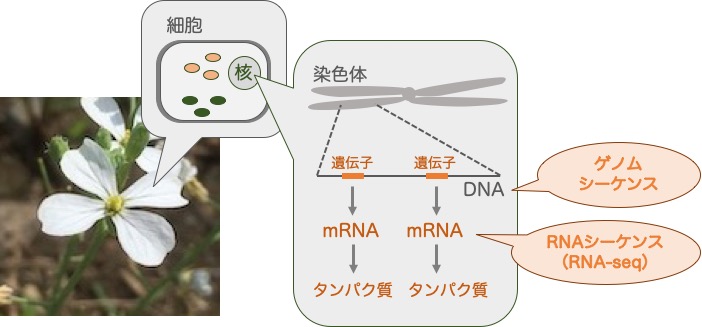 細胞
核
染色体
遺伝子
遺伝子
DNA
ゲノム
シーケンス
mRNA
mRNA
RNAシーケンス
（RNA-seq）
タンパク質
タンパク質